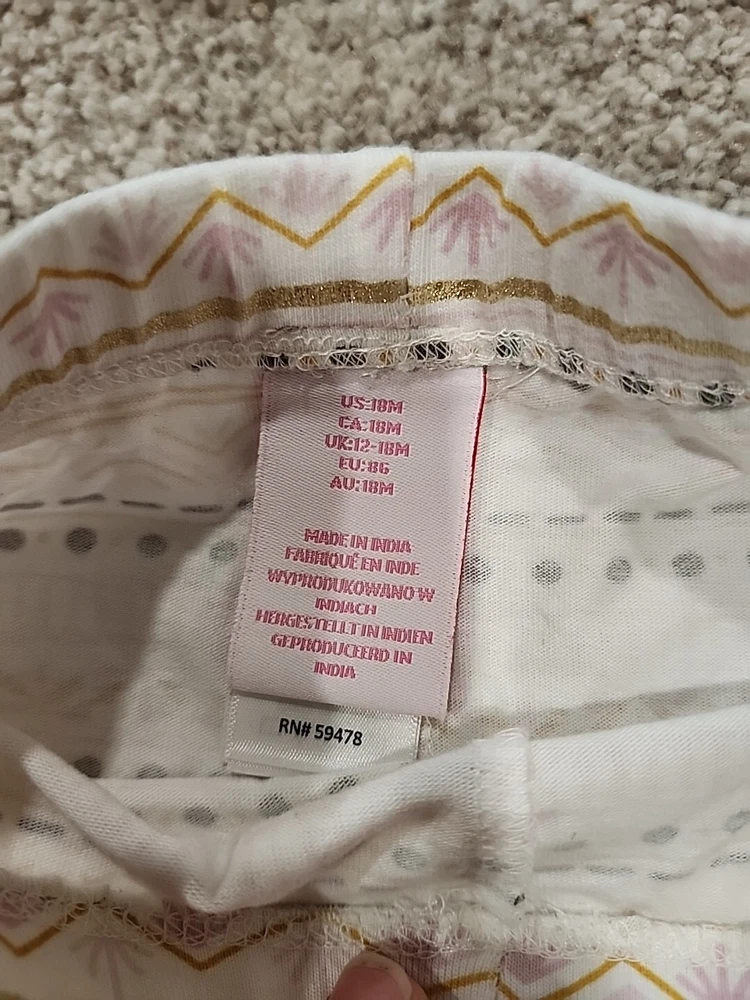 US:18M
CA:18M
UK:12-18M
EU:86
AU:18M
MADE IN INDIA
FABRIQUÉ EN INDE
WYPRODUKOWANO W
INDIACH
HERGESTELLT IN INDIEN
GEPRODUCEERD IN
INDIA
RN# 59478